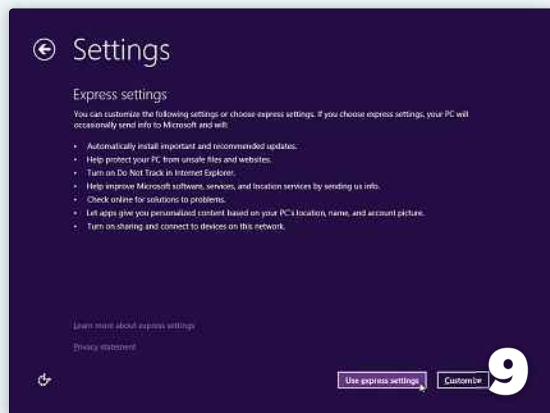 Settings
Express settings
You can customize the following settings or choose express settings. If you choose express settings, your PC will
occasionally send info to Microsoft and will:
• Automatically install important and recommended updates.
• Help protect your PC from unsafe files and websites.
• Turn on Do Not Track in Internet Explorer.
• Help improve Microsoft software, services, and location services by sending us info.
• Check online for solutions to problems.
• Let apps give you personalized content based on your PC's location, name, and account picture.
• Turn on sharing and connect to devices on this network.
Learn more about express settings
Privacy statement
Use express settings
Customize
9